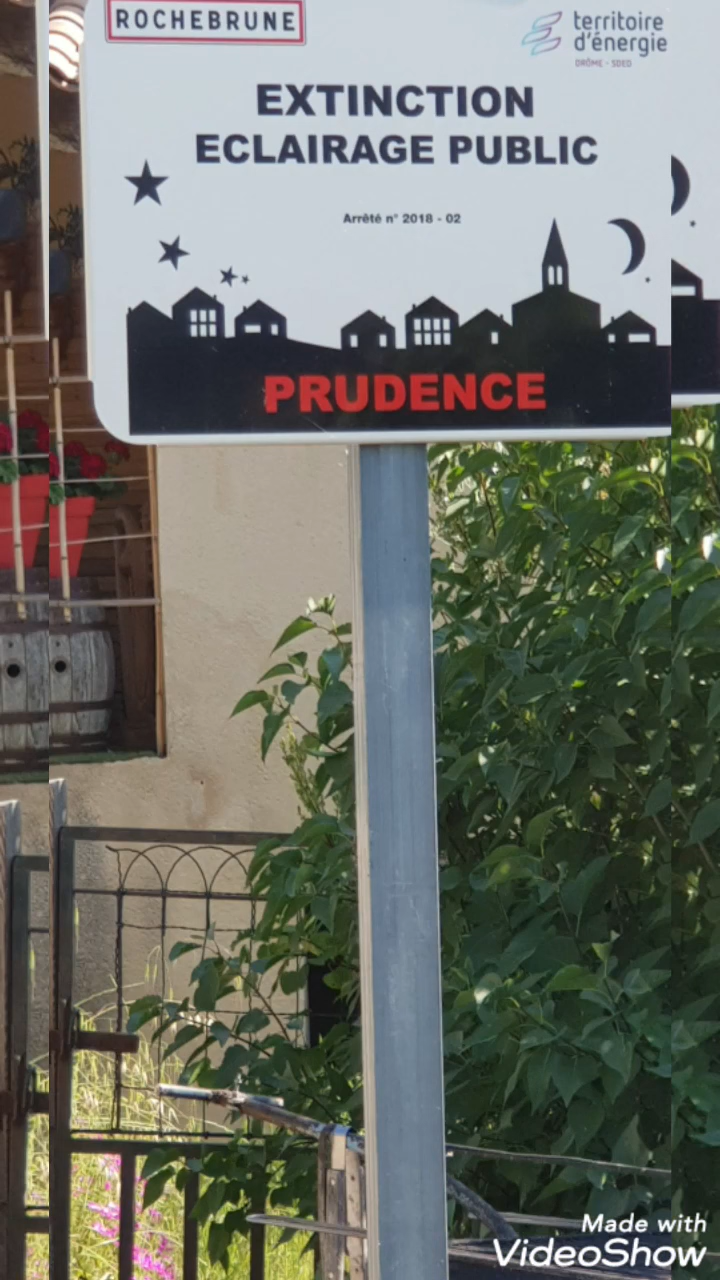 ROCHEBRUNE
territoire
d'énergie
DRÔME - SDED
EXTINCTION
ECLAIRAGE PUBLIC
Arrêté n° 2018 - 02
PRUDENCE
Made with
VideoShow